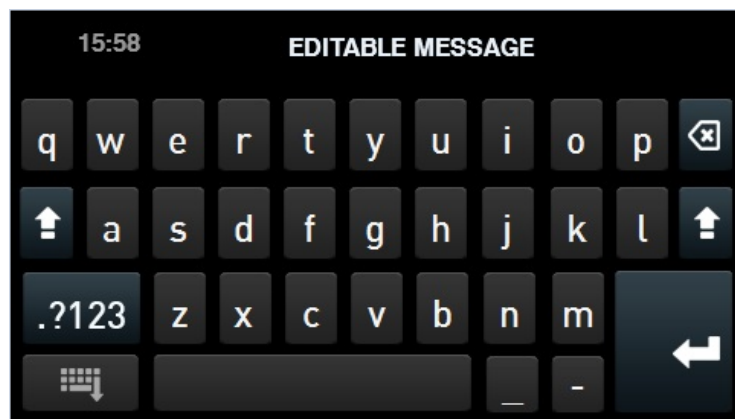 15:58 EDITABLE MESSAGE
q w e r t y u i o p
a s d f g h j k l
.?123 z x c v b n m
_ -